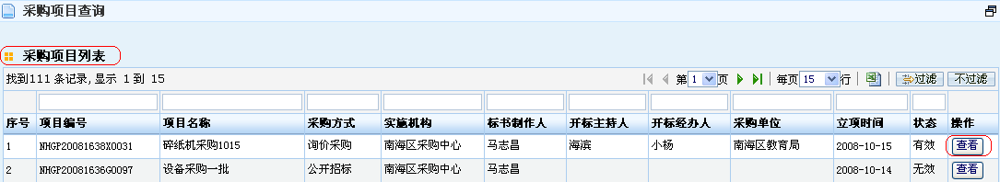 采购项目查询
采购项目列表
找到111 条记录, 显示 1 到 15 第 1 页 每页 15 行 过滤 不过滤
序号 项目编号 项目名称 采购方式 实施机构 标书制作人 开标主持人 开标经办人 采购单位 立项时间 状态 操作
1 NHGP20081638X0031 碎纸机采购1015 询价采购 南海区采购中心 马志昌 海滨 小杨 南海区教育局 2008-10-15 有效 查看
2 NHGP20081636G0097 设备采购一批 公开招标 南海区采购中心 马志昌 2008-10-14 无效 查看